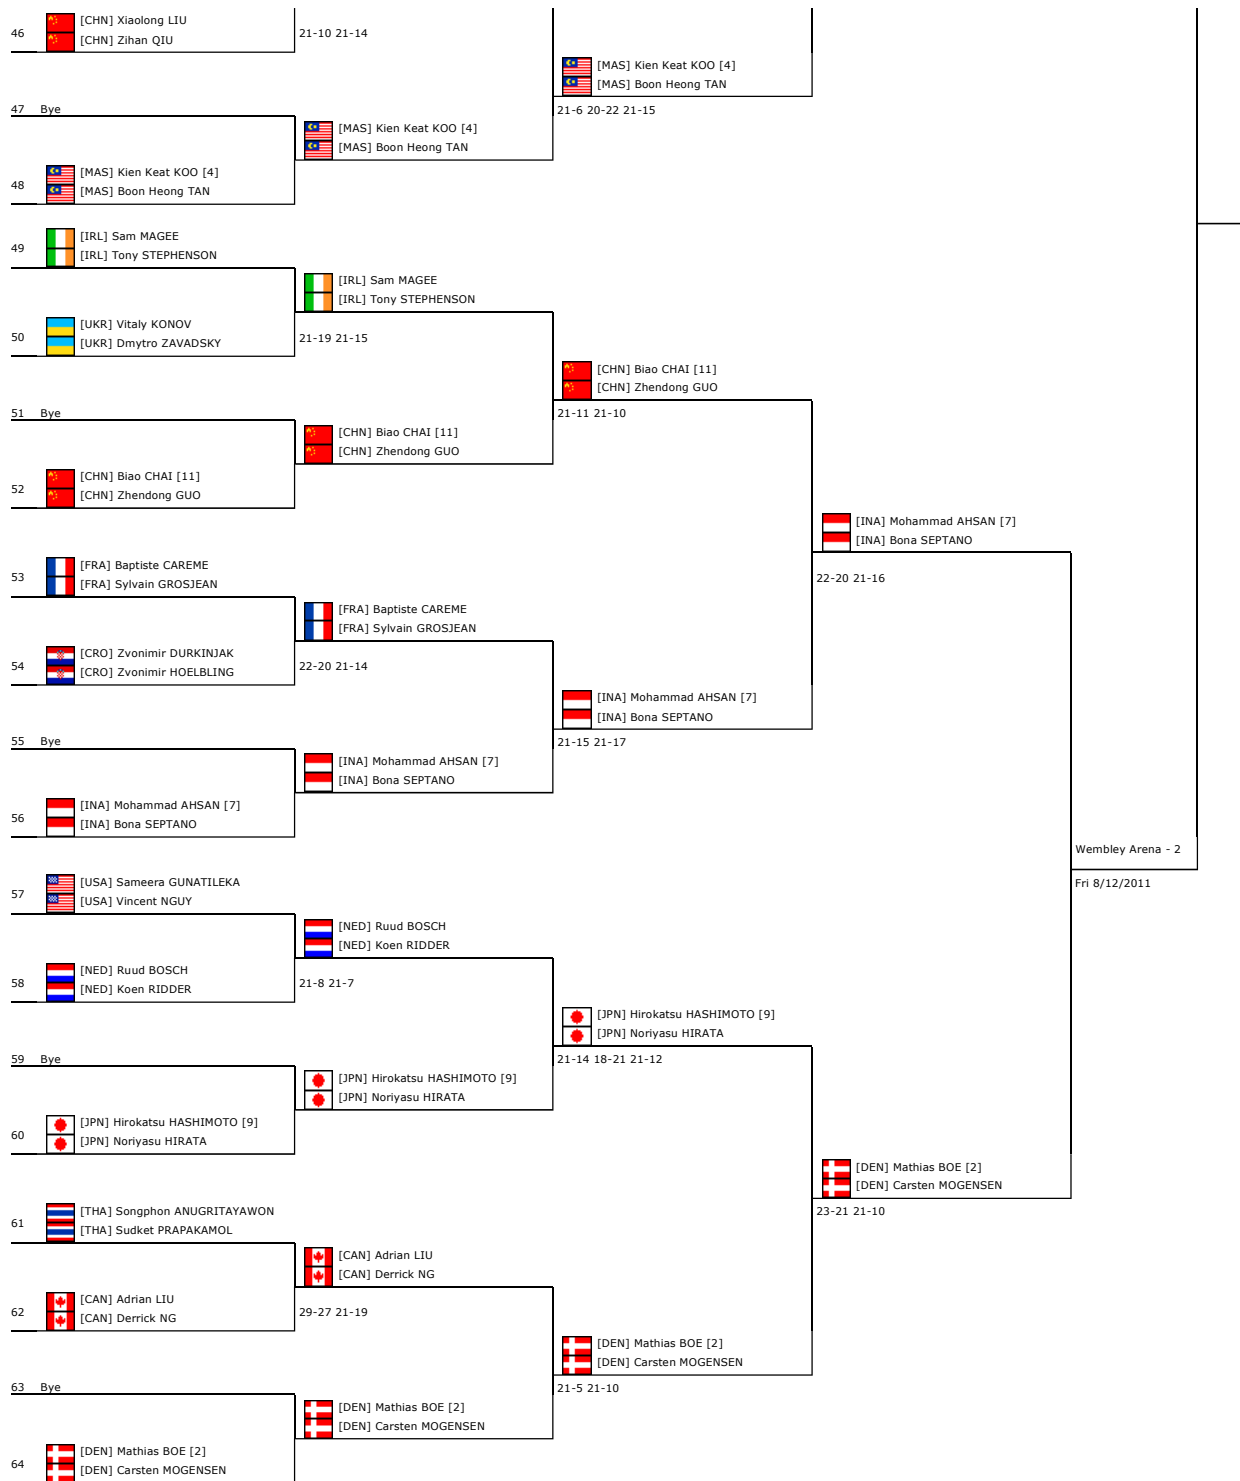 46
[CHN] Xiaolong LIU
[CHN] Zihan QIU
21-10 21-14
[MAS] Kien Keat KOO [4]
[MAS] Boon Heong TAN
21-6 20-22 21-15
47 Bye
[MAS] Kien Keat KOO [4]
[MAS] Boon Heong TAN
48
[MAS] Kien Keat KOO [4]
[MAS] Boon Heong TAN
49
[IRL] Sam MAGEE
[IRL] Tony STEPHENSON
[IRL] Sam MAGEE
[IRL] Tony STEPHENSON
50
[UKR] Vitaly KONOV
[UKR] Dmytro ZAVADSKY
21-19 21-15
[CHN] Biao CHAI [11]
[CHN] Zhendong GUO
21-11 21-10
51 Bye
[CHN] Biao CHAI [11]
[CHN] Zhendong GUO
52
[CHN] Biao CHAI [11]
[CHN] Zhendong GUO
[INA] Mohammad AHSAN [7]
[INA] Bona SEPTANO
22-20 21-16
53
[FRA] Baptiste CAREME
[FRA] Sylvain GROSJEAN
[FRA] Baptiste CAREME
[FRA] Sylvain GROSJEAN
54
[CRO] Zvonimir DURKINJAK
[CRO] Zvonimir HOELBLING
22-20 21-14
[INA] Mohammad AHSAN [7]
[INA] Bona SEPTANO
21-15 21-17
55 Bye
[INA] Mohammad AHSAN [7]
[INA] Bona SEPTANO
56
[INA] Mohammad AHSAN [7]
[INA] Bona SEPTANO
Wembley Arena - 2
Fri 8/12/2011
57
[USA] Sameera GUNATILEKA
[USA] Vincent NGUY
[NED] Ruud BOSCH
[NED] Koen RIDDER
58
[NED] Ruud BOSCH
[NED] Koen RIDDER
21-8 21-7
[JPN] Hirokatsu HASHIMOTO [9]
[JPN] Noriyasu HIRATA
21-14 18-21 21-12
59 Bye
[JPN] Hirokatsu HASHIMOTO [9]
[JPN] Noriyasu HIRATA
60
[JPN] Hirokatsu HASHIMOTO [9]
[JPN] Noriyasu HIRATA
[DEN] Mathias BOE [2]
[DEN] Carsten MOGENSEN
23-21 21-10
61
[THA] Songphon ANUGRITAYAWON
[THA] Sudket PRAPAKAMOL
[CAN] Adrian LIU
[CAN] Derrick NG
62
[CAN] Adrian LIU
[CAN] Derrick NG
29-27 21-19
[DEN] Mathias BOE [2]
[DEN] Carsten MOGENSEN
21-5 21-10
63 Bye
[DEN] Mathias BOE [2]
[DEN] Carsten MOGENSEN
64
[DEN] Mathias BOE [2]
[DEN] Carsten MOGENSEN